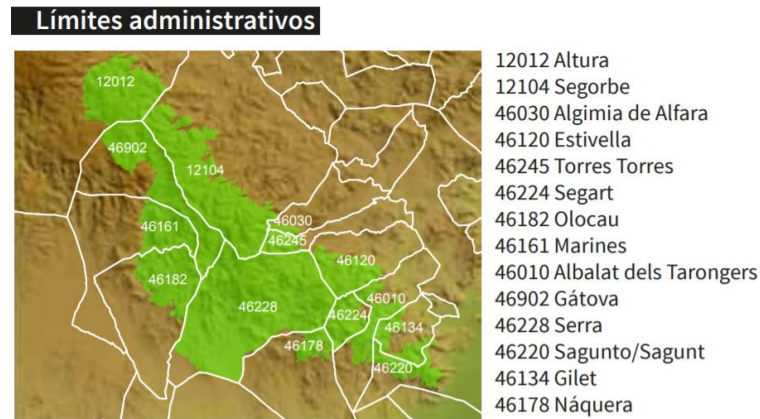 Límites administrativos
12012
46902
12104
46030
46161
46245
46120
46182
46010
46228
46224
46134
46178
46220
12012 Altura
12104 Segorbe
46030 Algimia de Alfara
46120 Estivella
46245 Torres Torres
46224 Segart
46182 Olocau
46161 Marines
46010 Albalat dels Tarongers
46902 Gátova
46228 Serra
46220 Sagunto/Sagunt
46134 Gilet
46178 Náquera